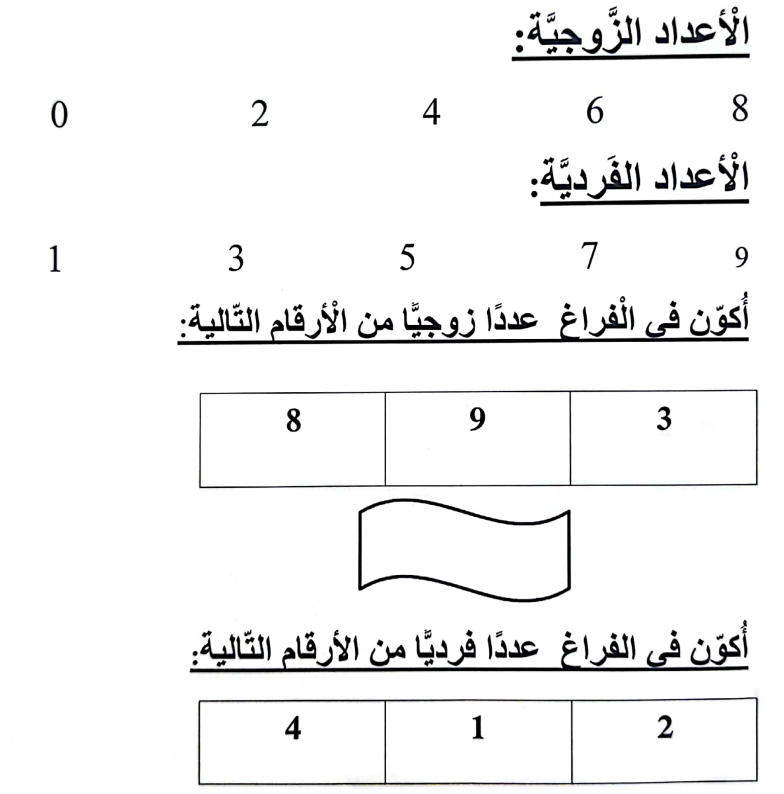 الْأعداد الزَّوجيَّة:
0 2 4 6 8
الْأعداد الفَرديَّة:
1 3 5 7 9
أُكوّن في الْفراغ عددًا زوجيًّا من الْأرقام التّالية:
8 9 3
أُكوّن في الفراغ عددًا فرديًّا من الأرقام التّالية:
4 1 2